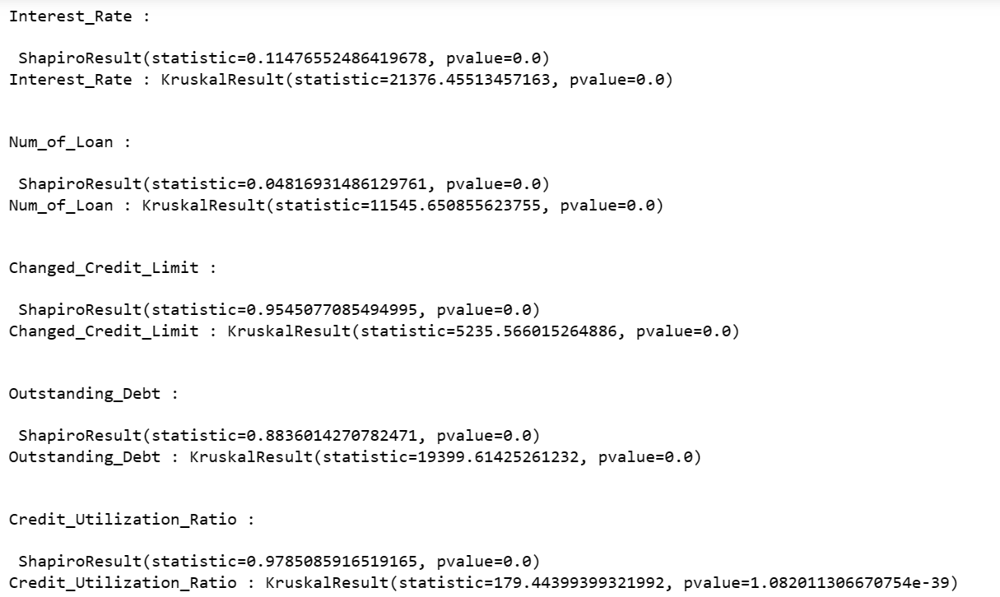 Interest_Rate :
ShapiroResult(statistic=0.11476552486419678, pvalue=0.0)
Interest_Rate : KruskalResult(statistic=21376.45513457163, pvalue=0.0)
Num_of_Loan :
ShapiroResult(statistic=0.04816931486129761, pvalue=0.0)
Num_of_Loan : KruskalResult(statistic=11545.650855623755, pvalue=0.0)
Changed_Credit_Limit :
ShapiroResult(statistic=0.9545077085494995, pvalue=0.0)
Changed_Credit_Limit : KruskalResult(statistic=5235.566015264886, pvalue=0.0)
Outstanding_Debt :
ShapiroResult(statistic=0.8836014270782471, pvalue=0.0)
Outstanding_Debt : KruskalResult(statistic=19399.61425261232, pvalue=0.0)
Credit_Utilization_Ratio :
ShapiroResult(statistic=0.9785085916519165, pvalue=0.0)
Credit_Utilization_Ratio : KruskalResult(statistic=179.44399399321992, pvalue=1.082011306670754e-39)